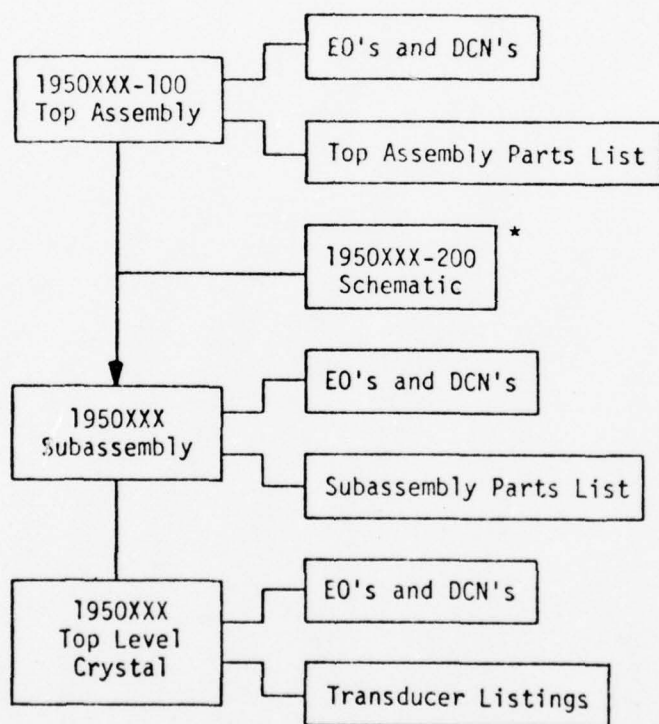 EO's and DCN's
1950XXX-100
Top Assembly
Top Assembly Parts List
*
1950XXX-200
Schematic
EO's and DCN's
1950XXX
Subassembly
Subassembly Parts List
EO's and DCN's
1950XXX
Top Level
Crystal
Transducer Listings